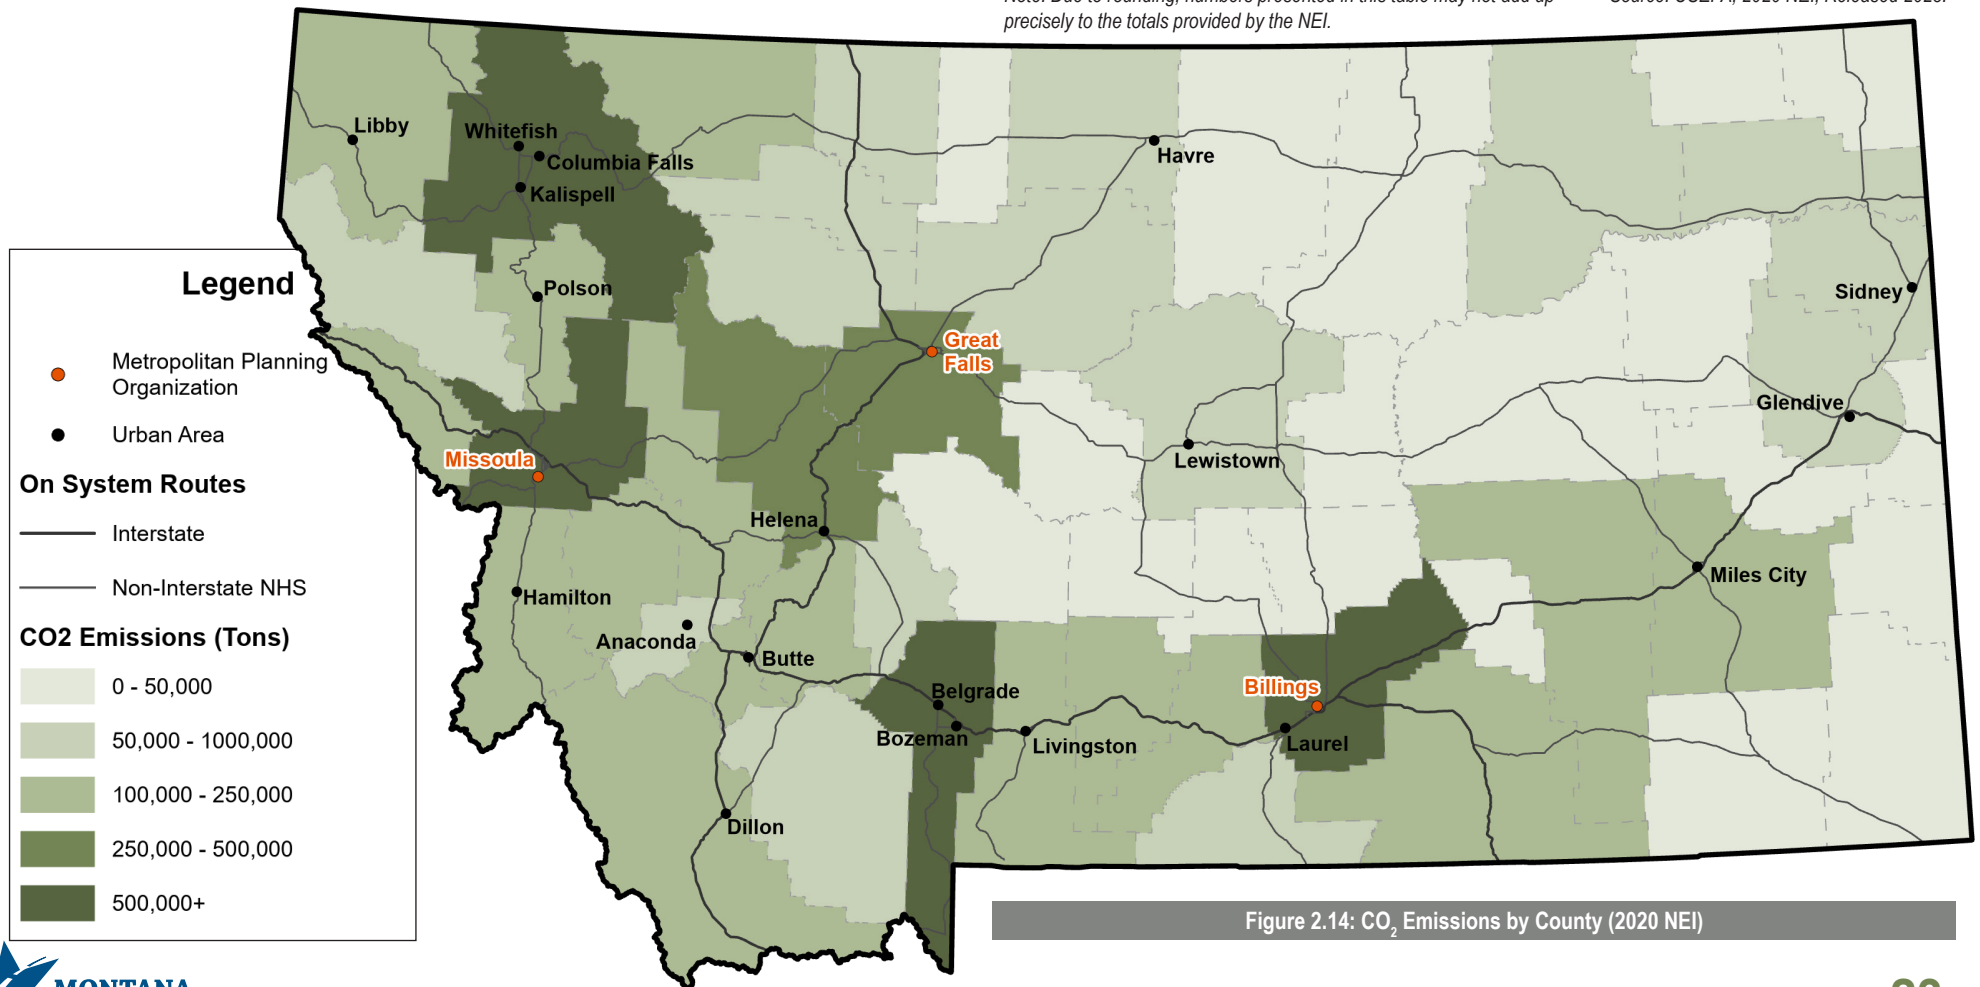 precisely to the totals provided by the NEI.
Libby
Whitefish
Columbia Falls
Kalispell
Havre
Legend
Polson
Sidney
Metropolitan Planning
Organization
Great
Falls
Urban Area
Glendive
Missoula
Lewistown
On System Routes
Interstate
Helena
Non-Interstate NHS
Miles City
Hamilton
CO2 Emissions (Tons)
Anaconda
Butte
0 - 50,000
Belgrade
Billings
50,000 - 1000,000
Bozeman
Livingston
Laurel
100,000 - 250,000
Dillon
250,000 - 500,000
500,000+
Figure 2.14: CO2 Emissions by County (2020 NEI)
MONTANA